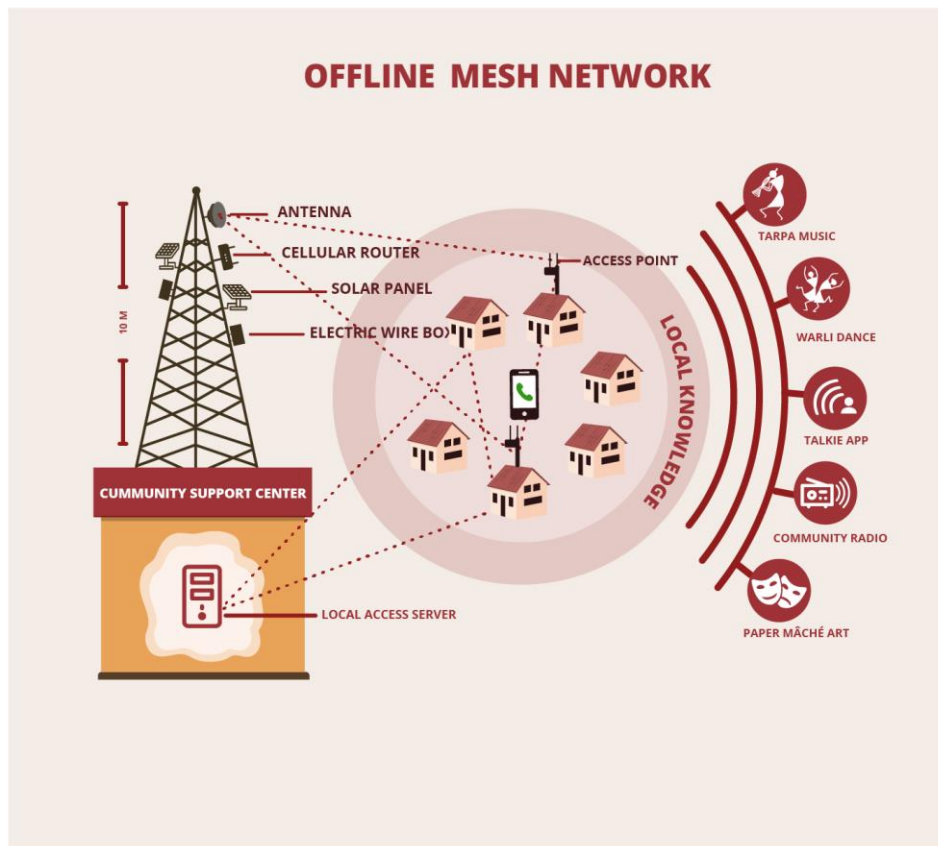 OFFLINE MESH NETWORK
ANTENNA
CELLULAR ROUTER
SOLAR PANEL
10 M
ELECTRIC WIRE BOX
ACCESS POINT
LOCAL KNOWLEDGE
TARPA MUSIC
WARLI DANCE
TALKIE APP
COMMUNITY RADIO
PAPER MÂCHÉ ART
CUMMUNITY SUPPORT CENTER
LOCAL ACCESS SERVER